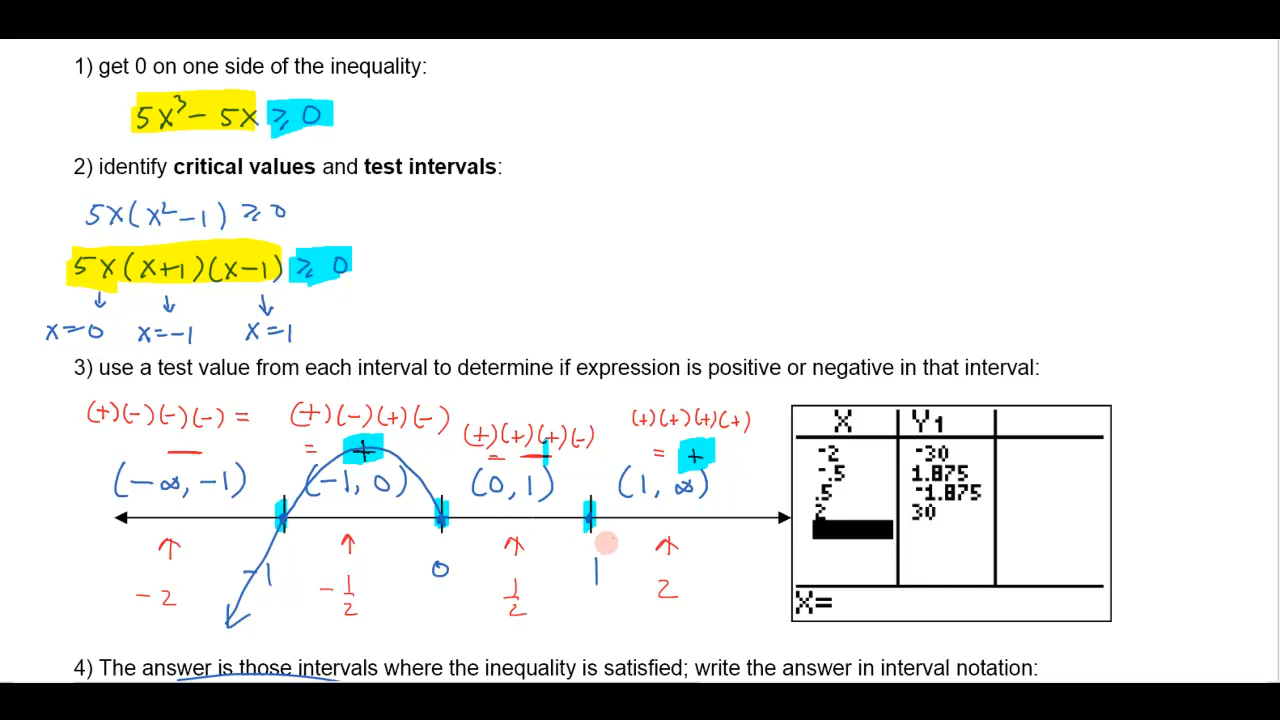 1) get 0 on one side of the inequality:
5x³ - 5x ≥ 0
2) identify critical values and test intervals:
5x(x² - 1) ≥ 0
5x(x+1)(x-1) ≥ 0
x=0 x=-1 x=1
3) use a test value from each interval to determine if expression is positive or negative in that interval:
(+)(-)(-)(-) = (+)(-)(+)(-) (+)(+)(+)(-) (+)(+)(+)(+)
- = + = - = +
(-∞, -1) (-1, 0) (0, 1) (1, ∞)
-1 0 1
-2 -1/2 1/2 2
X Y1
-2 -30
-.5 1.875
.5 -1.875
2 30
X=
4) The answer is those intervals where the inequality is satisfied; write the answer in interval notation: